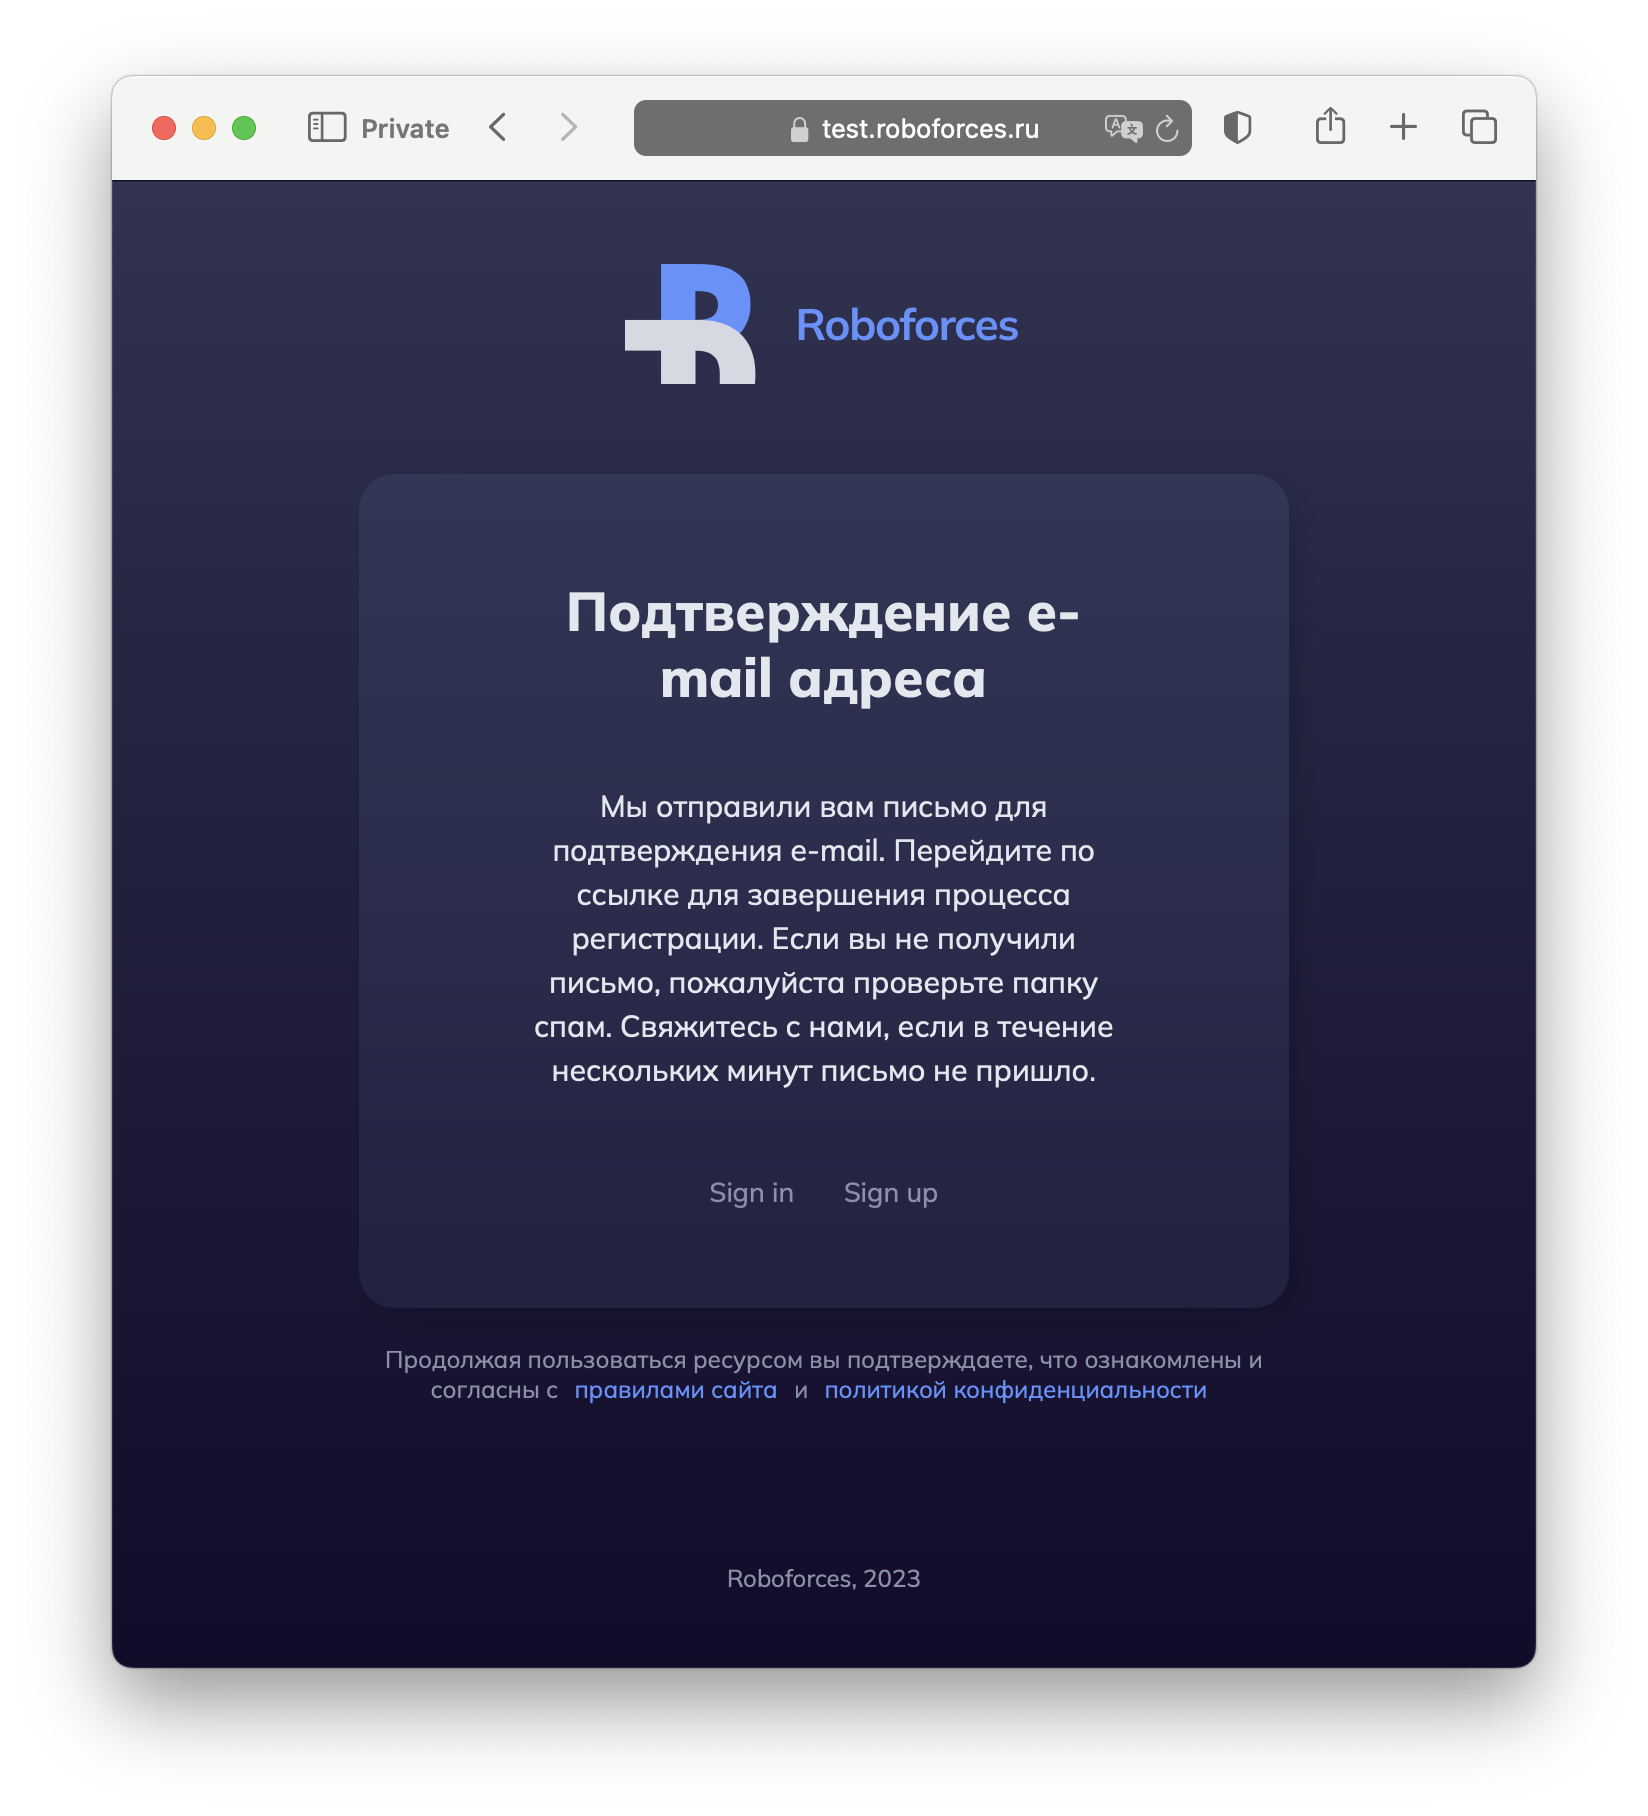 Private
test.roboforces.ru
Roboforces
Подтверждение e-
mail адреса
Мы отправили вам письмо для
подтверждения e-mail. Перейдите по
ссылке для завершения процесса
регистрации. Если вы не получили
письмо, пожалуйста проверьте папку
спам. Свяжитесь с нами, если в течение
нескольких минут письмо не пришло.
Sign in Sign up
Продолжая пользоваться ресурсом вы подтверждаете, что ознакомлены и
согласны с правилами сайта и политикой конфиденциальности
Roboforces, 2023